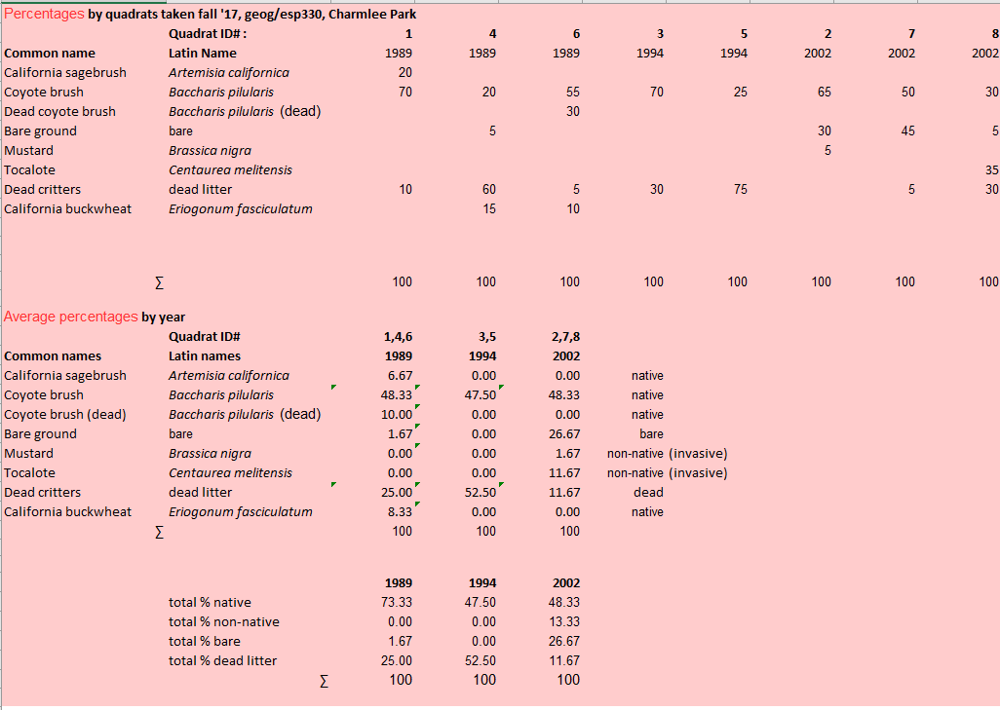 Percentages by quadrats taken fall '17, geog/esp330, Charmlee Park
Quadrat ID# : 1 4 6 3 5 2 7 8
Common name Latin Name 1989 1989 1989 1994 1994 2002 2002 2002
California sagebrush Artemisia californica 20
Coyote brush Baccharis pilularis 70 20 55 70 25 65 50 30
Dead coyote brush Baccharis pilularis (dead) 30
Bare ground bare 5 30 45 5
Mustard Brassica nigra 5
Tocalote Centaurea melitensis 35
Dead critters dead litter 10 60 5 30 75 5 30
California buckwheat Eriogonum fasciculatum 15 10
∑ 100 100 100 100 100 100 100 100
Average percentages by year
Quadrat ID# 1,4,6 3,5 2,7,8
Common names Latin names 1989 1994 2002
California sagebrush Artemisia californica 6.67 0.00 0.00 native
Coyote brush Baccharis pilularis 48.33 47.50 48.33 native
Coyote brush (dead) Baccharis pilularis (dead) 10.00 0.00 0.00 native
Bare ground bare 1.67 0.00 26.67 bare
Mustard Brassica nigra 0.00 0.00 1.67 non-native (invasive)
Tocalote Centaurea melitensis 0.00 0.00 11.67 non-native (invasive)
Dead critters dead litter 25.00 52.50 11.67 dead
California buckwheat Eriogonum fasciculatum 8.33 0.00 0.00 native
∑ 100 100 100
1989 1994 2002
total % native 73.33 47.50 48.33
total % non-native 0.00 0.00 13.33
total % bare 1.67 0.00 26.67
total % dead litter 25.00 52.50 11.67
∑ 100 100 100